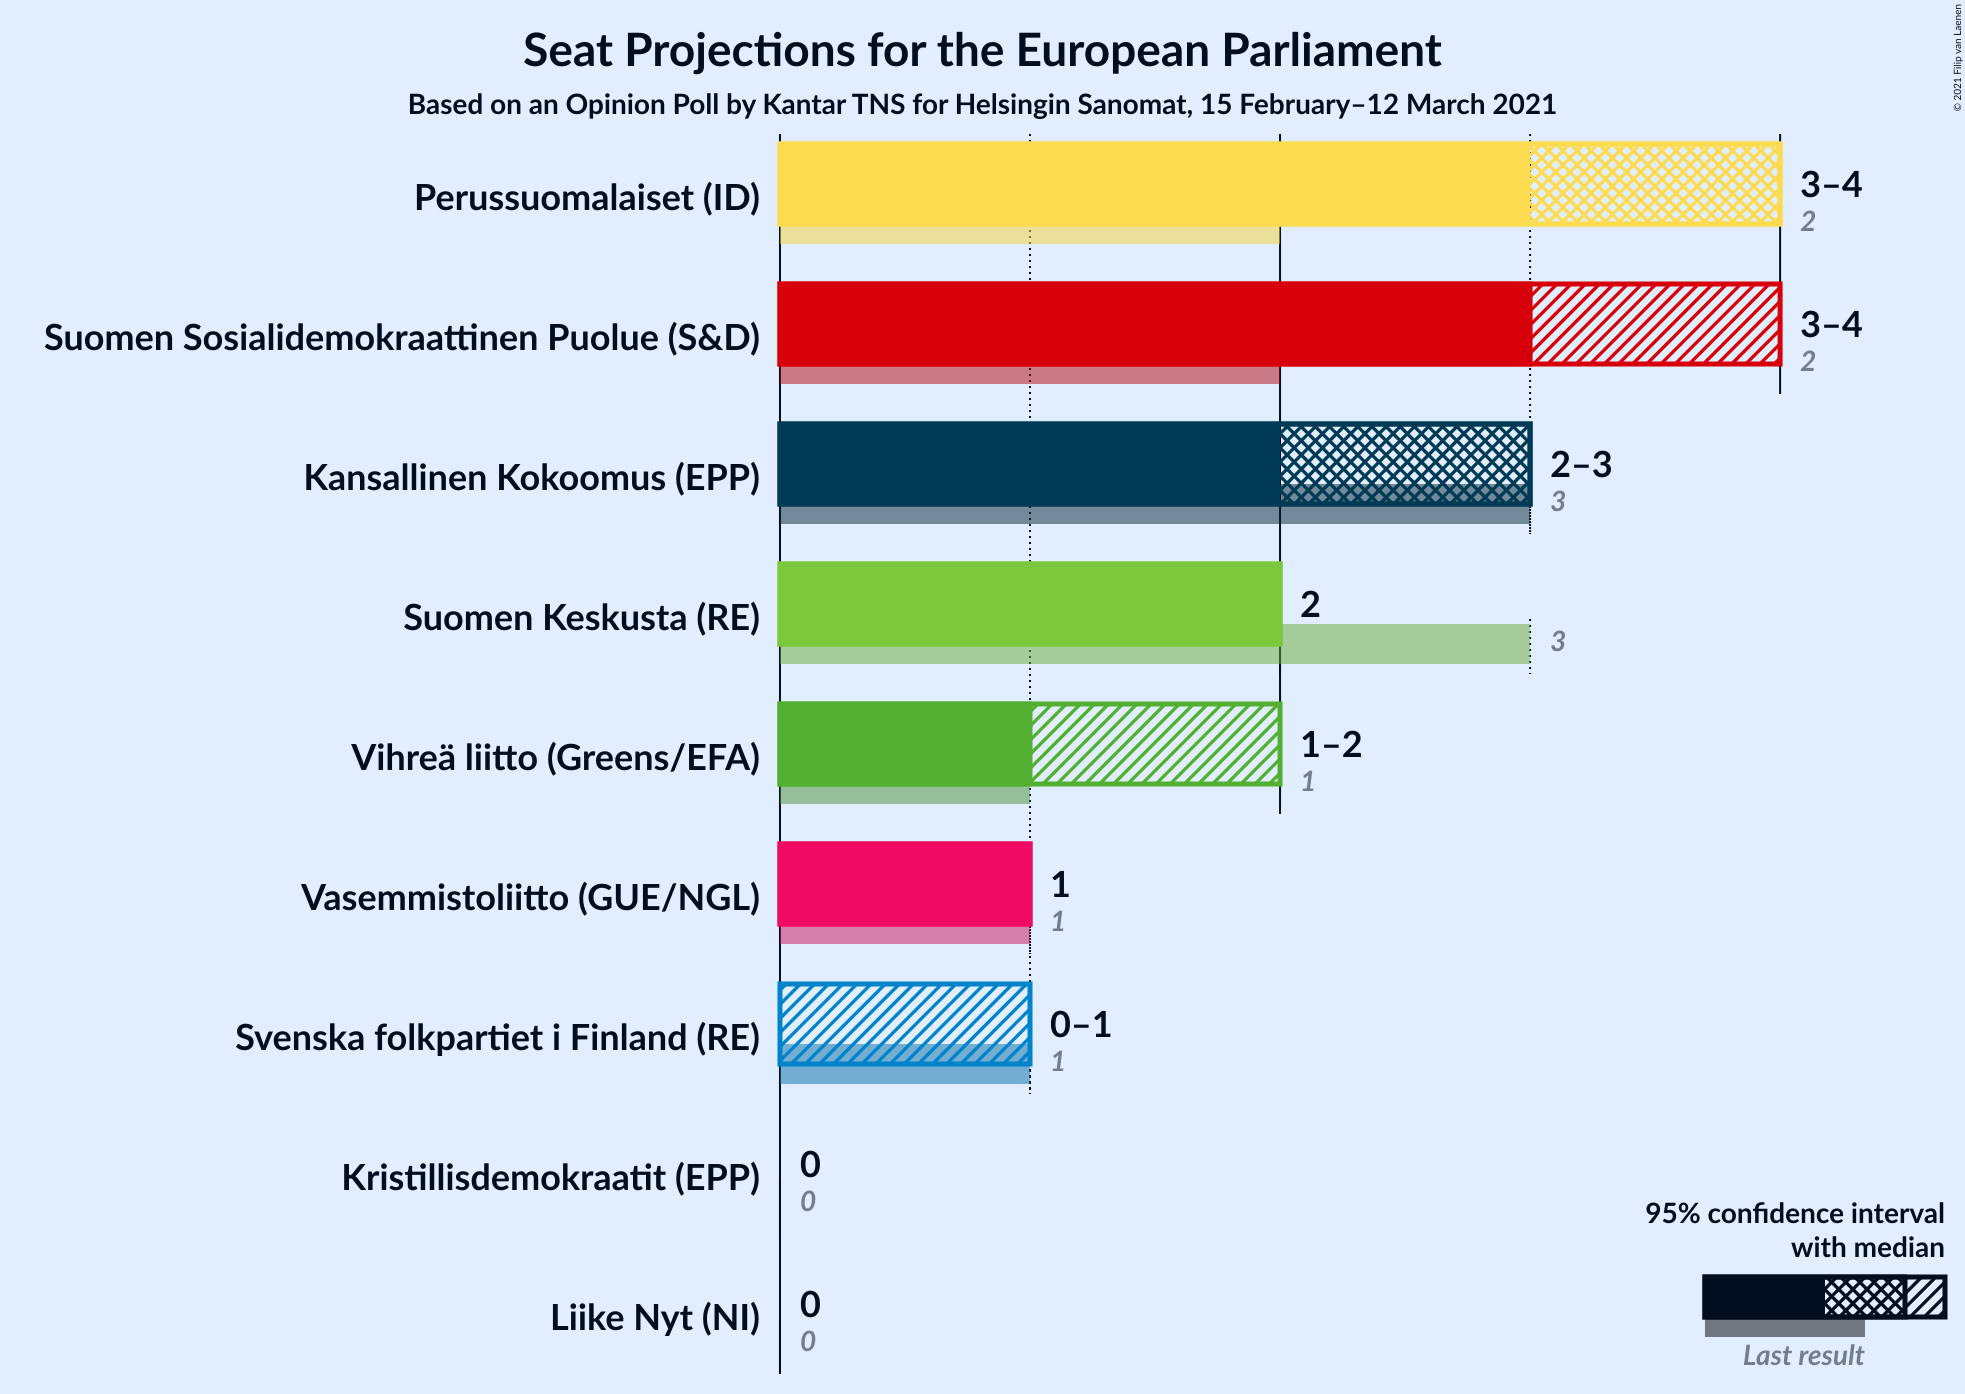 Seat Projections for the European Parliament
Based on an Opinion Poll by Kantar TNS for Helsingin Sanomat, 15 February–12 March 2021
© 2021 Filip van Laenen
Perussuomalaiset (ID)
3–4
2
Suomen Sosialidemokraattinen Puolue (S&D)
3–4
2
Kansallinen Kokoomus (EPP)
2–3
3
Suomen Keskusta (RE)
2
3
Vihreä liitto (Greens/EFA)
1–2
1
Vasemmistoliitto (GUE/NGL)
1
1
Svenska folkpartiet i Finland (RE)
0–1
1
Kristillisdemokraatit (EPP)
0
0
Liike Nyt (NI)
0
0
95% confidence interval
with median
Last result